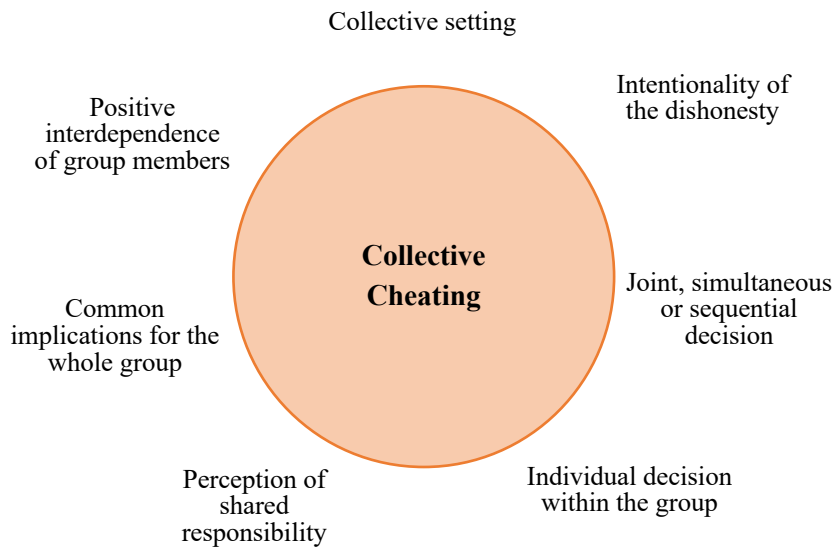 Collective setting
Intentionality of
the dishonesty
Positive
interdependence
of group members
Collective
Cheating
Joint, simultaneous
or sequential
decision
Common
implications for the
whole group
Individual decision
within the group
Perception of
shared
responsibility